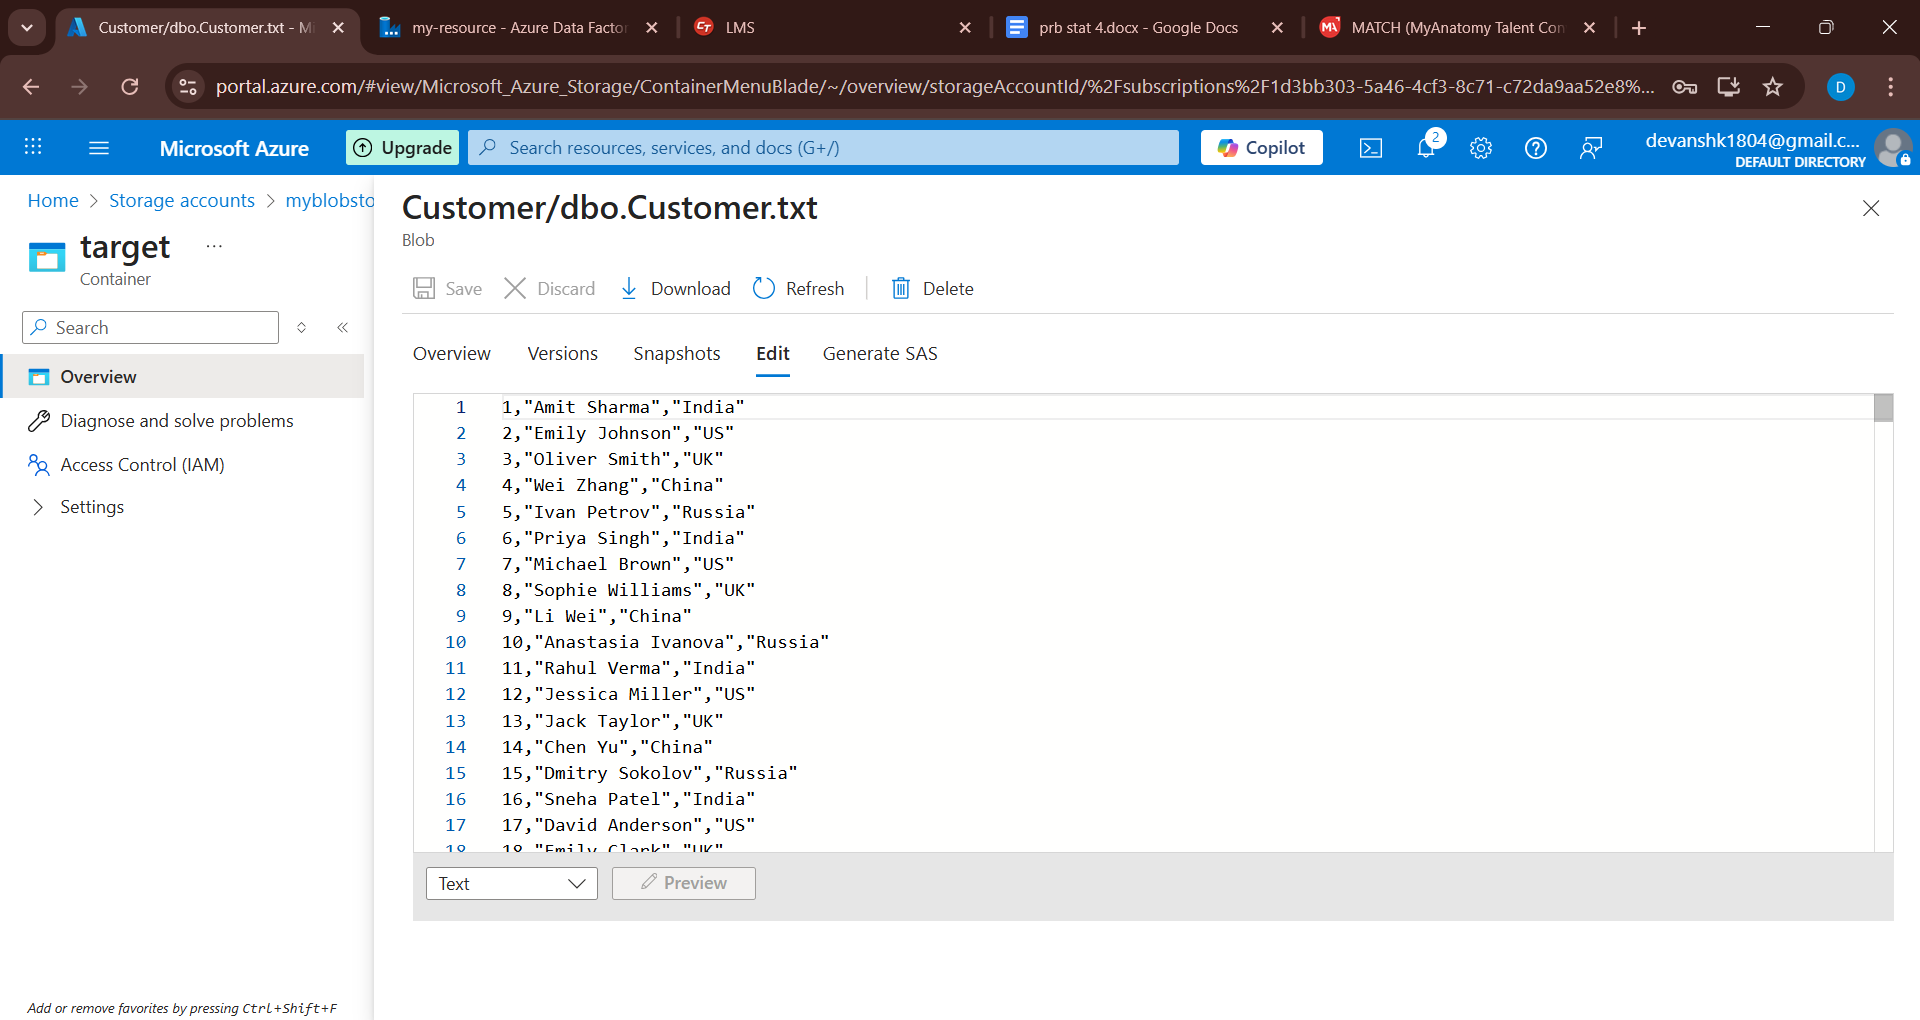 Customer/dbo.Customer.txt - Mi
my-resource - Azure Data Factor
LMS
prb stat 4.docx - Google Docs
MATCH (MyAnatomy Talent Con
portal.azure.com/#view/Microsoft_Azure_Storage/ContainerMenuBlade/~/overview/storageAccountId/%2Fsubscriptions%2F1d3bb303-5a46-4cf3-8c71-c72da9aa52e8%...
D
Microsoft Azure
Upgrade
Search resources, services, and docs (G+/)
Copilot
2
devanshk1804@gmail.c...
DEFAULT DIRECTORY
Home > Storage accounts > myblobsto
target ...
Container
Search
Overview
Diagnose and solve problems
Access Control (IAM)
Settings
Add or remove favorites by pressing Ctrl+Shift+F
Customer/dbo.Customer.txt
Blob
Save Discard Download Refresh Delete
Overview Versions Snapshots Edit Generate SAS
1 1,"Amit Sharma","India"
2 2,"Emily Johnson","US"
3 3,"Oliver Smith","UK"
4 4,"Wei Zhang","China"
5 5,"Ivan Petrov","Russia"
6 6,"Priya Singh","India"
7 7,"Michael Brown","US"
8 8,"Sophie Williams","UK"
9 9,"Li Wei","China"
10 10,"Anastasia Ivanova","Russia"
11 11,"Rahul Verma","India"
12 12,"Jessica Miller","US"
13 13,"Jack Taylor","UK"
14 14,"Chen Yu","China"
15 15,"Dmitry Sokolov","Russia"
16 16,"Sneha Patel","India"
17 17,"David Anderson","US"
18 18,"Emily Clark","UK"
Text
Preview